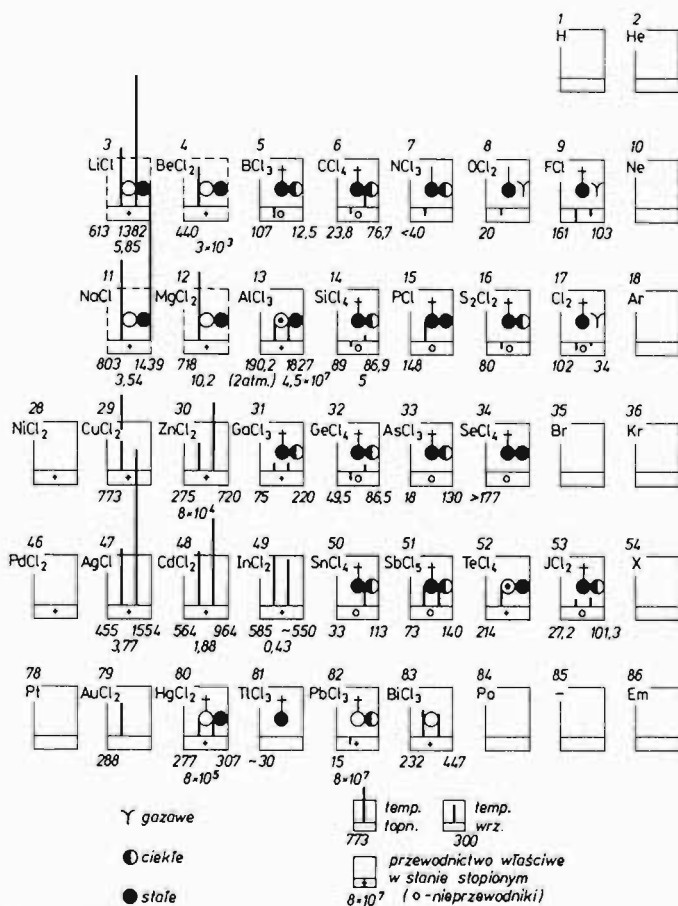 1 2
H He
3 4 5 6 7 8 9 10
LiCl BeCl2 BCl3 CCl4 NCl3 OCl2 FCl Ne
613 1382 440 107 12,5 23,8 76,7 <40 20 161 103
5,85 3×10³
11 12 13 14 15 16 17 18
NaCl MgCl2 AlCl3 SiCl4 PCl S2Cl2 Cl2 Ar
803 1439 718 190,2 1827 89 86,9 148 80 102 34
3,54 10,2 (2atm.) 4,5×10⁷ 5
28 29 30 31 32 33 34 35 36
NiCl2 CuCl2 ZnCl2 GaCl3 GeCl4 AsCl3 SeCl4 Br Kr
773 275 720 75 220 49,5 86,5 18 130 >177
8×10⁴
46 47 48 49 50 51 52 53 54
PdCl2 AgCl CdCl2 InCl2 SnCl4 SbCl5 TeCl4 JCl2 X
455 1554 564 964 585 ~550 33 113 73 140 214 27,2 101,3
3,77 1,88 0,43
78 79 80 81 82 83 84 85 86
Pt AuCl2 HgCl2 TlCl3 PbCl3 BiCl3 Po – Em
288 277 307 ~30 15 232 447
8×10⁵ 8×10⁷
gazowe
ciekłe
stałe
temp. topn.
773
temp. wrz.
300
przewodnictwo właściwe
w stanie stopionym
8×10⁷ (o-nieprzewodniki)